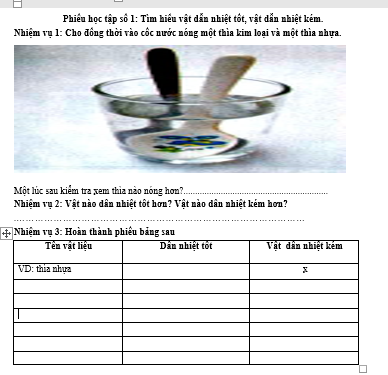 Phiếu học tập số 1: Tìm hiểu vật dẫn nhiệt tốt, vật dẫn nhiệt kém.
Nhiệm vụ 1: Cho đồng thời vào cốc nước nóng một thìa kim loại và một thìa nhựa.
Một lúc sau kiểm tra xem thìa nào nóng hơn?................................................................
Nhiệm vụ 2: Vật nào dẫn nhiệt tốt hơn? Vật nào dẫn nhiệt kém hơn?
................................................................................................
Nhiệm vụ 3: Hoàn thành phiếu bảng sau
Tên vật liệu Dẫn nhiệt tốt Vật dẫn nhiệt kém
VD: thìa nhựa x